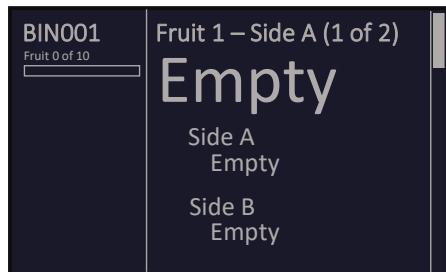 BIN001
Fruit 0 of 10
Fruit 1 – Side A (1 of 2)
Empty
Side A
Empty
Side B
Empty